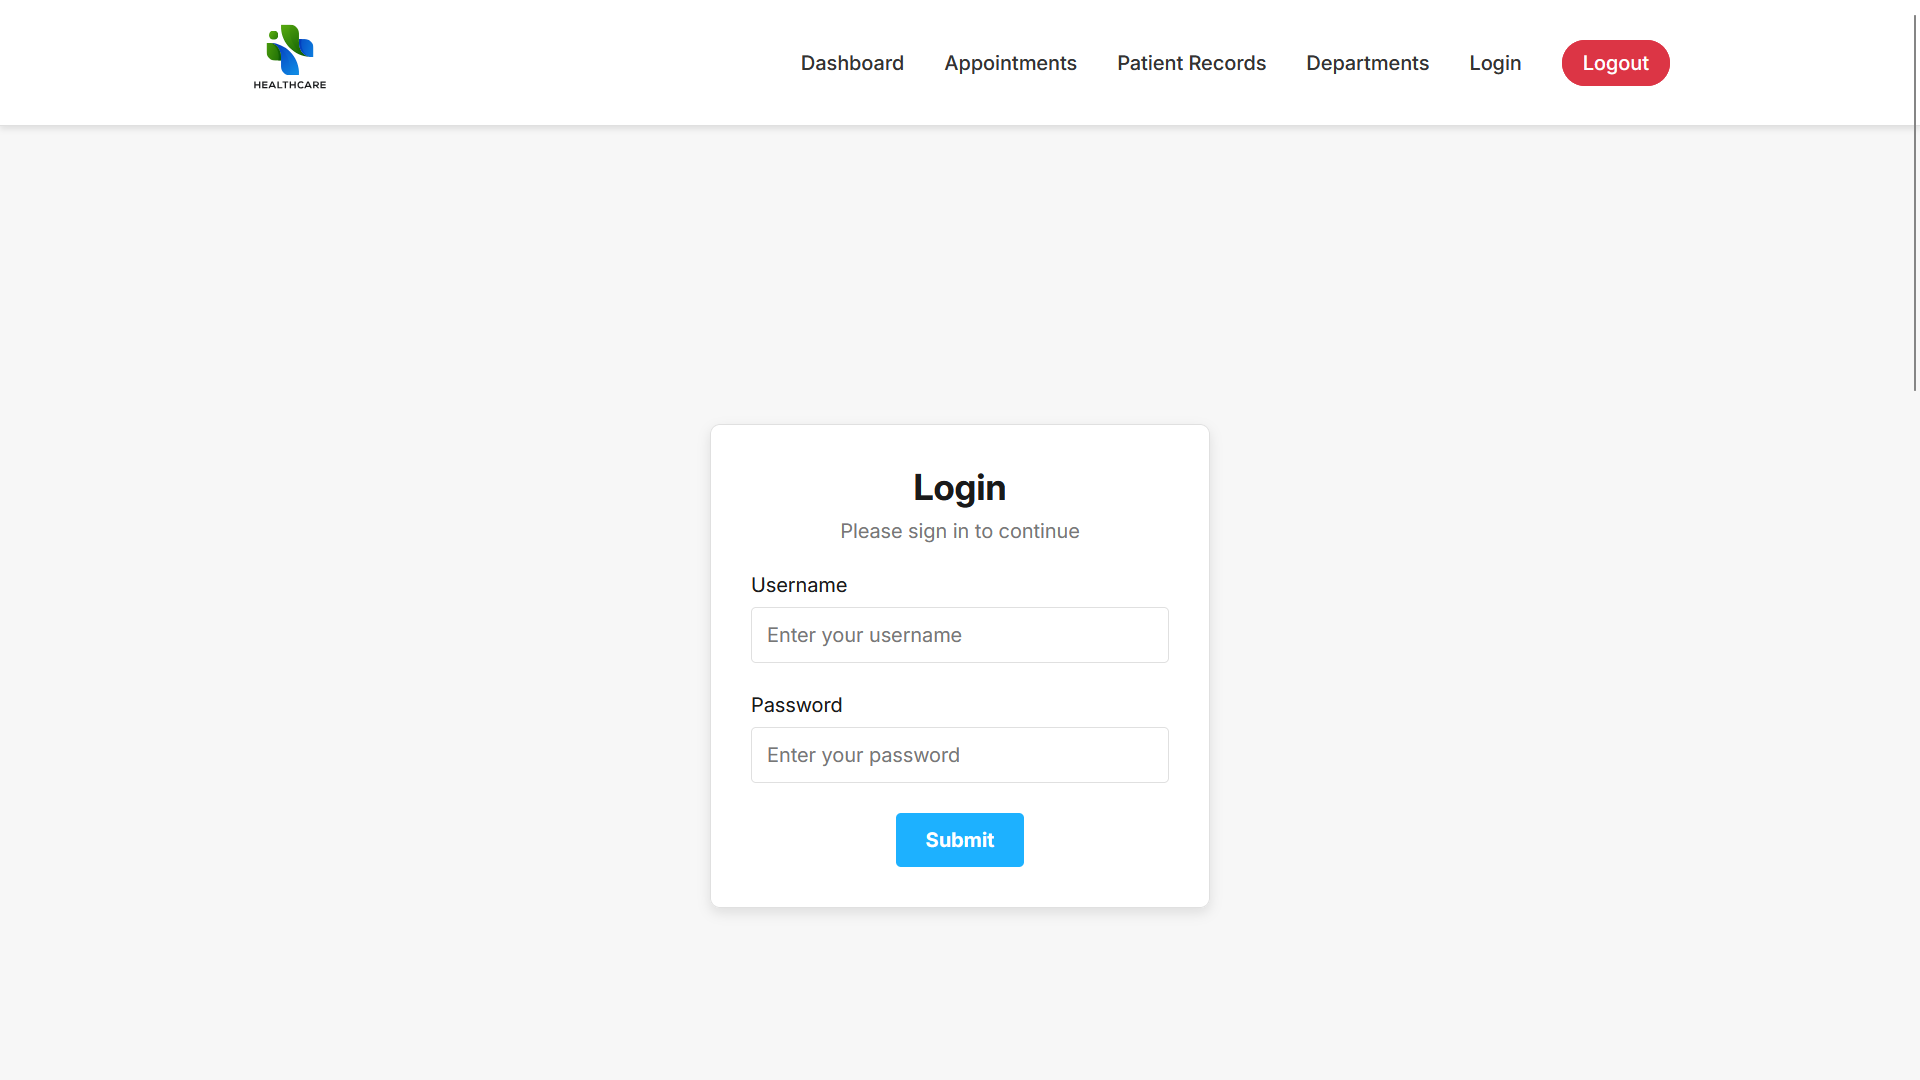 HEALTHCARE
Dashboard Appointments Patient Records Departments Login Logout
Login
Please sign in to continue
Username
Enter your username
Password
Enter your password
Submit